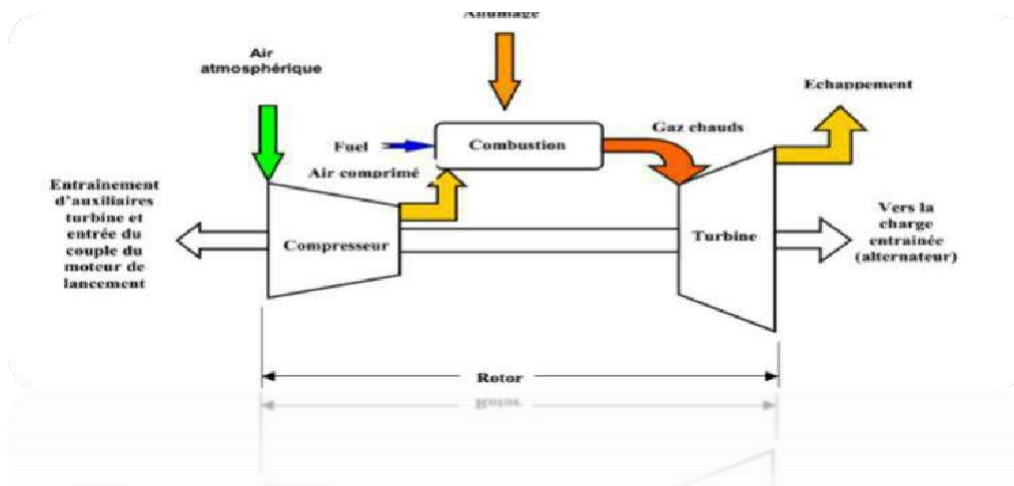 Allumage
Air
atmosphérique
Echappement
Fuel
Combustion
Gaz chauds
Air comprimé
Entraînement
d'auxiliaires
turbine et
entrée du
couple du
moteur de
lancement
Compresseur
Turbine
Vers la
charge
entrainée
(alternateur)
Rotor